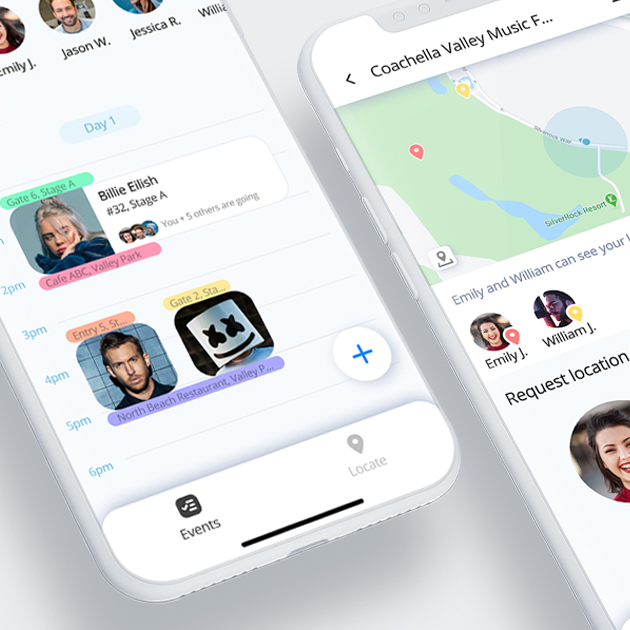 Emily J.
Jason W.
Jessica R.
Day 1
Gate 6, Stage A
Billie Eilish
#32, Stage A
You + 5 others are going
2pm
Cafe ABC, Valley Park
3pm
Entry 5, St...
Gate 2, Sta...
4pm
5pm
North Beach Restaurant, Valley P...
6pm
Events
Locate
Coachella Valley Music F...
SilverRock Way
SilverRock Resort
Emily and William can see your
Emily J.
William J.
Request location